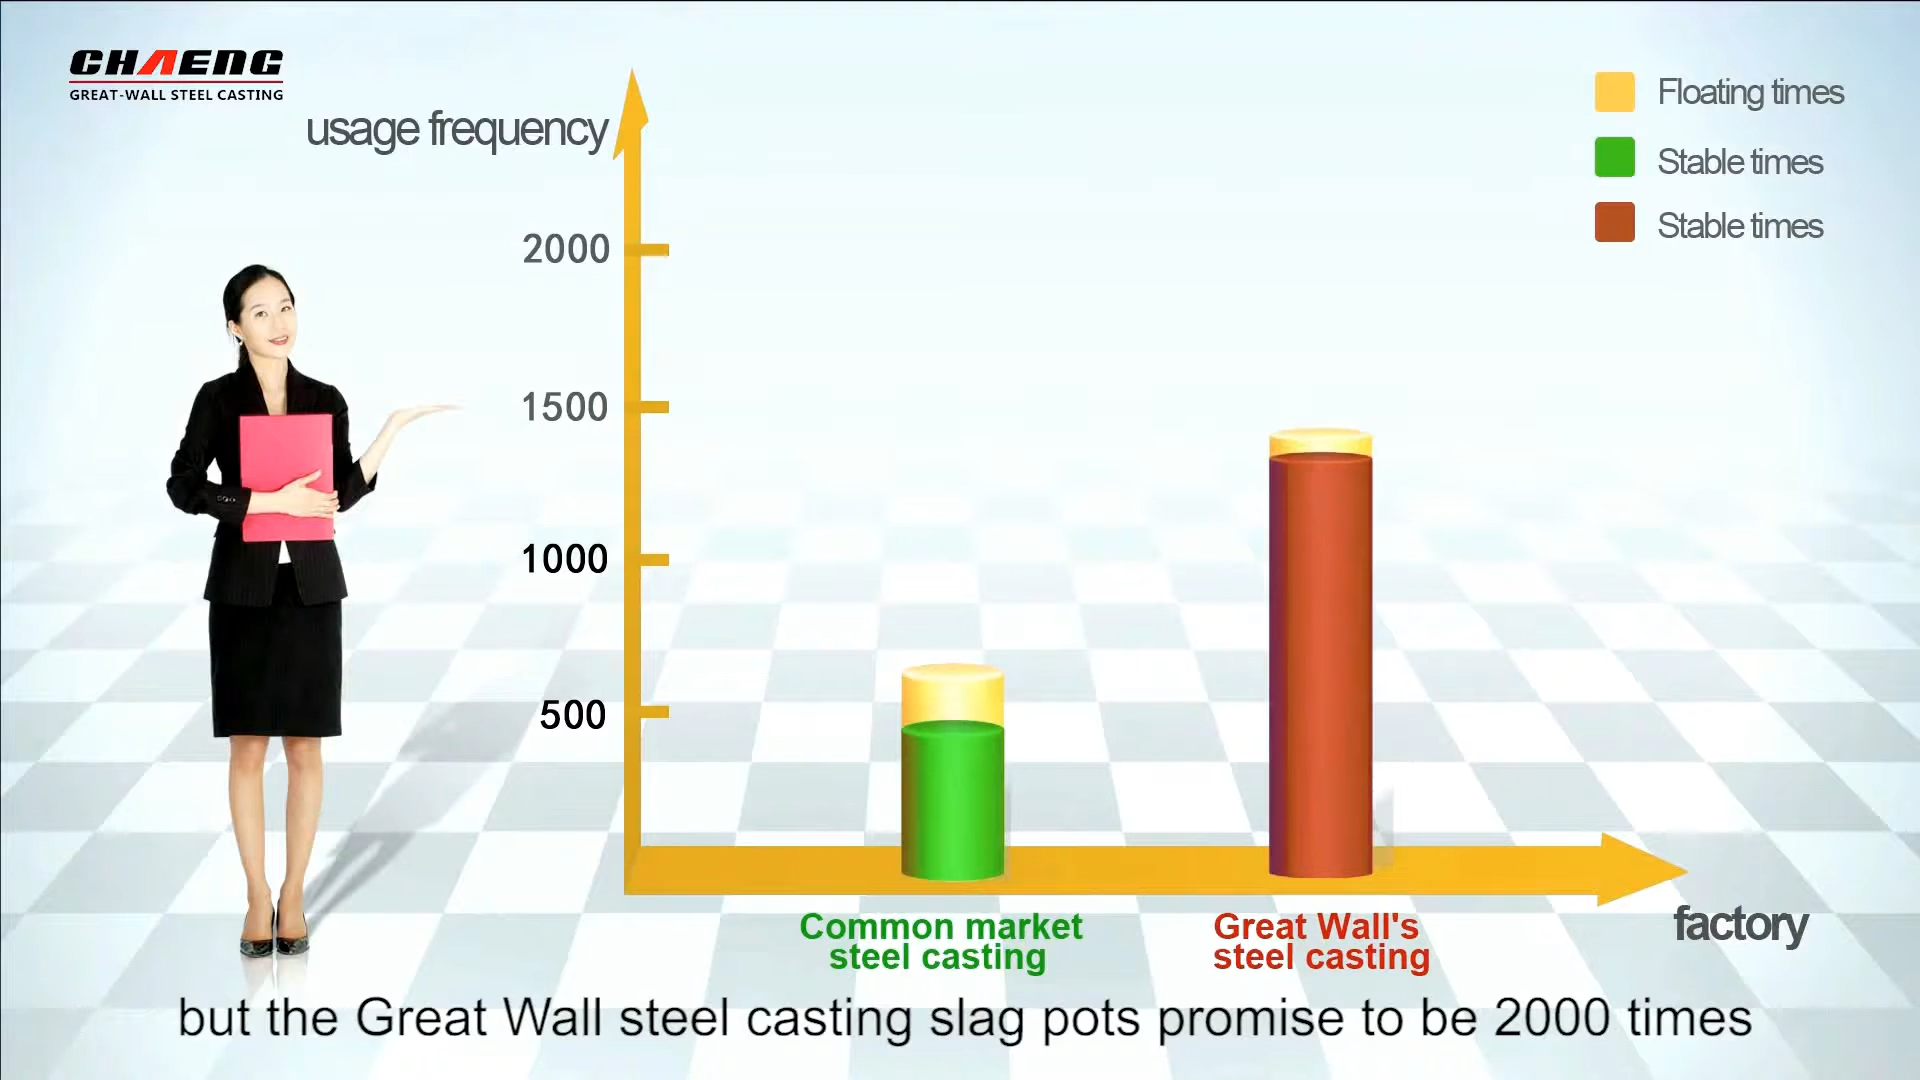 CHAENG
GREAT-WALL STEEL CASTING
usage frequency
Floating times
Stable times
Stable times
2000
1500
1000
500
Common market
steel casting
Great Wall's
steel casting
factory
but the Great Wall steel casting slag pots promise to be 2000 times